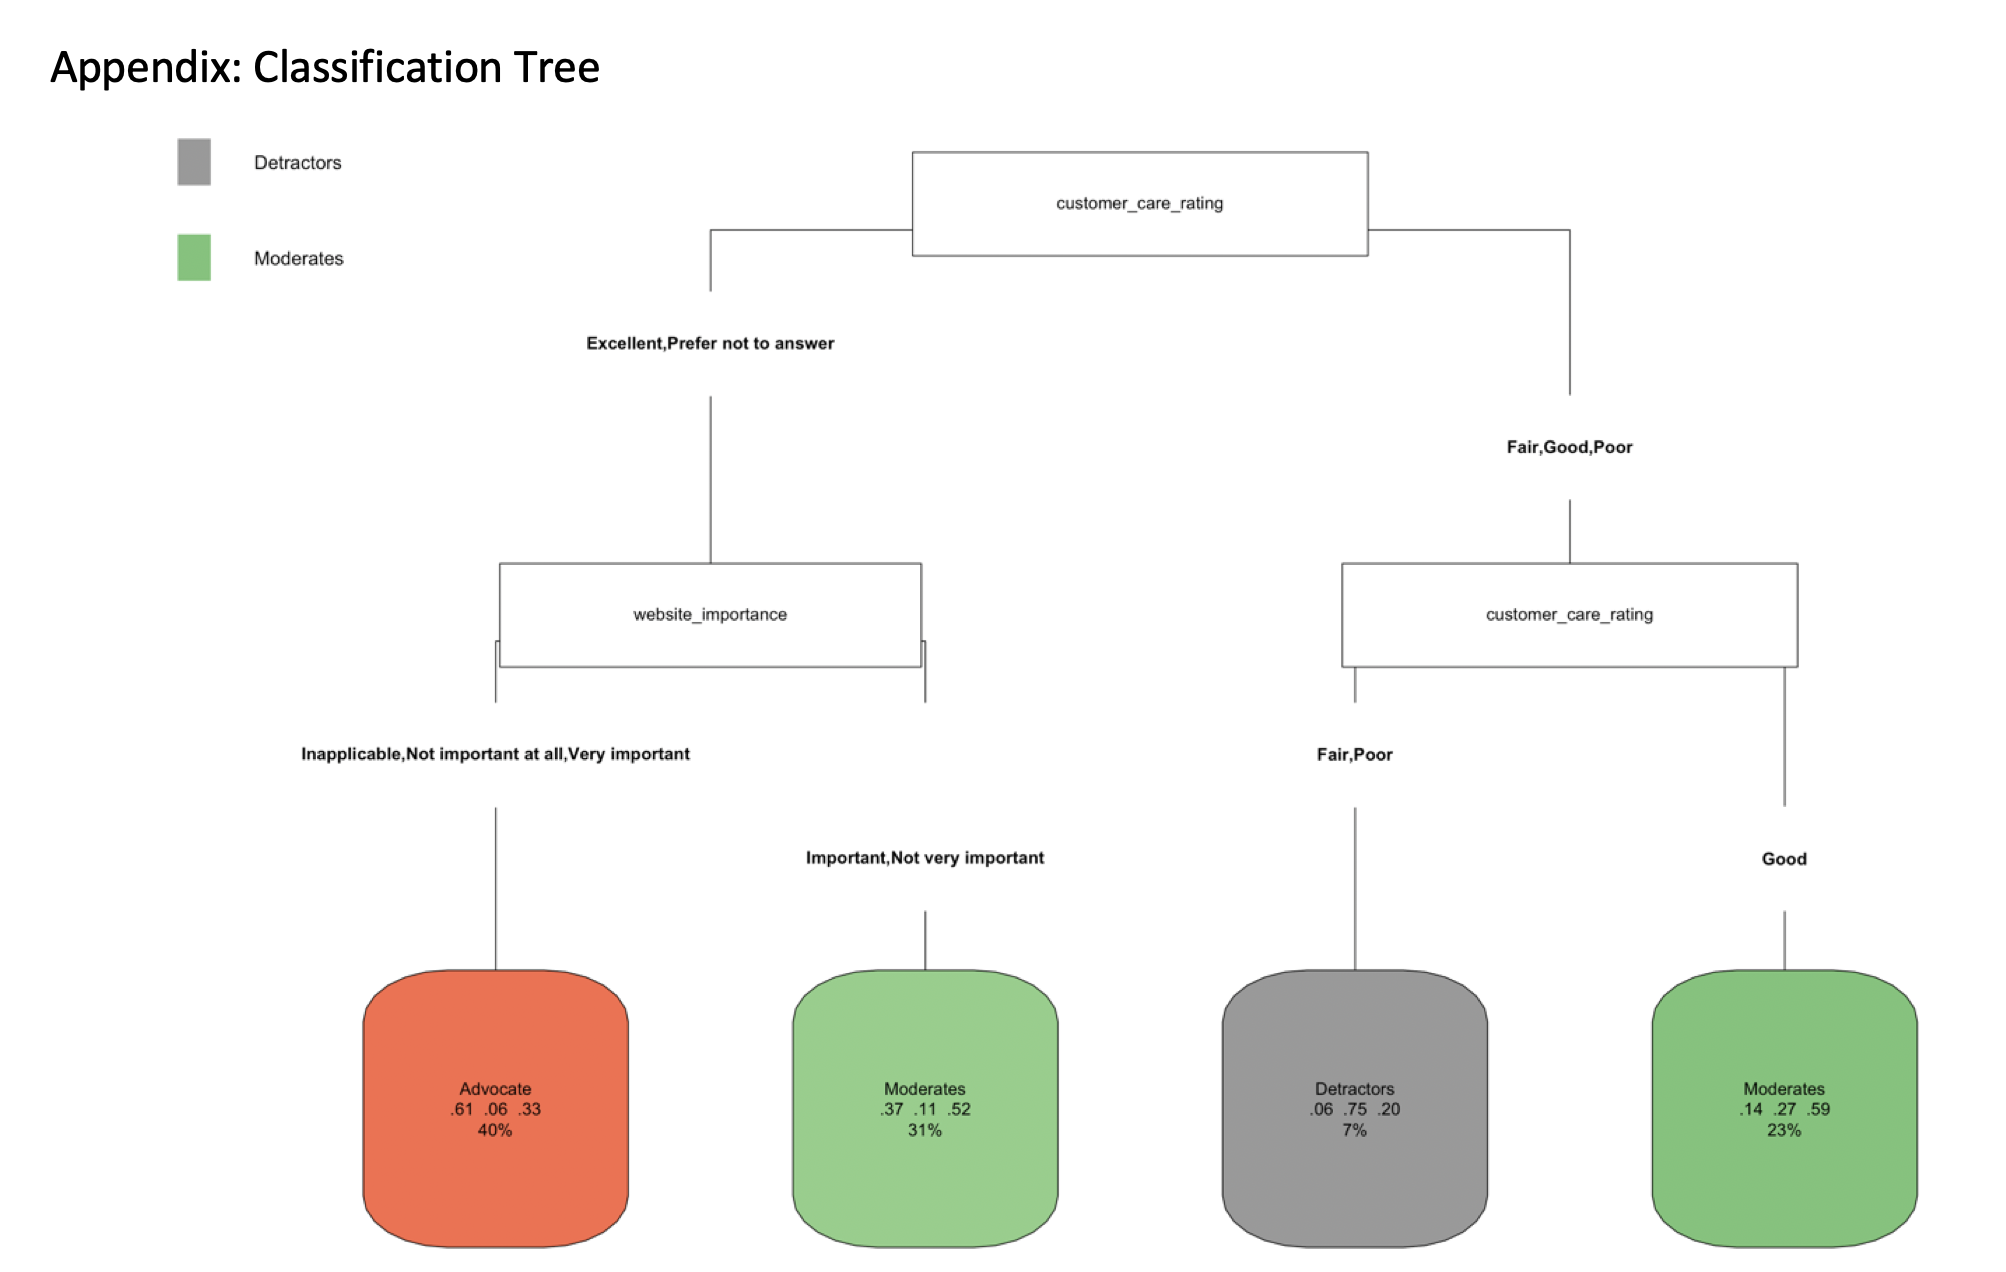 Appendix: Classification Tree
Detractors
Moderates
customer_care_rating
Excellent,Prefer not to answer
Fair,Good,Poor
website_importance
customer_care_rating
Inapplicable,Not important at all,Very important
Important,Not very important
Fair,Poor
Good
Advocate
.61 .06 .33
40%
Moderates
.37 .11 .52
31%
Detractors
.06 .75 .20
7%
Moderates
.14 .27 .59
23%